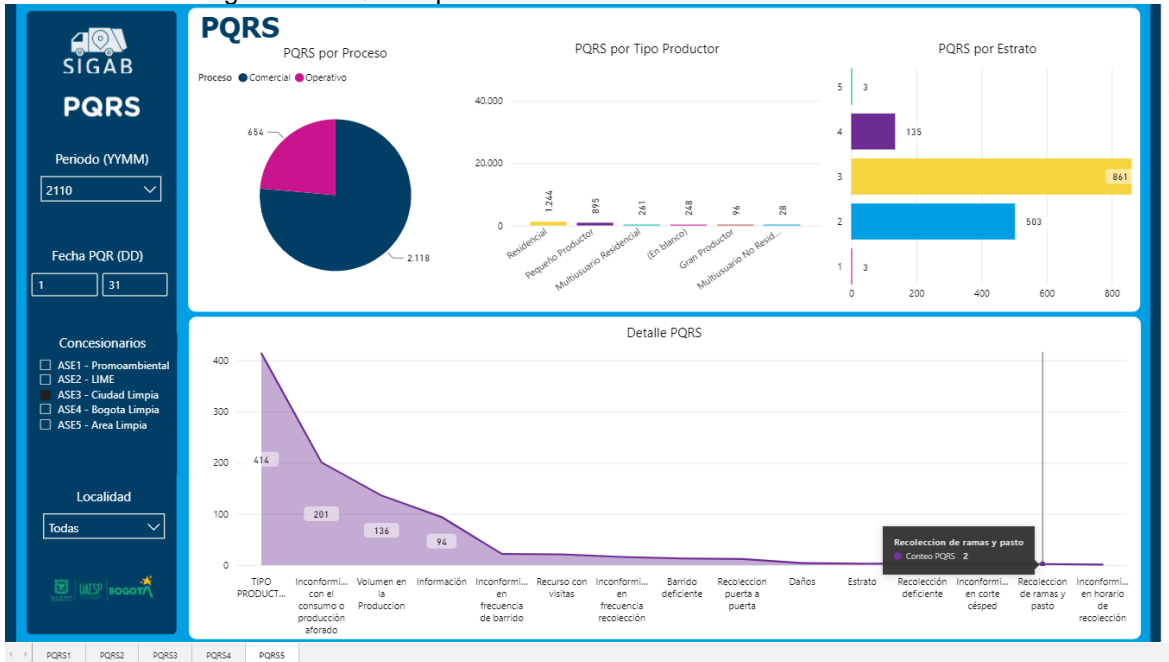 SIGAB
PQRS
Periodo (YYMM)
2110
Fecha PQR (DD)
1
31
Concesionarios
ASE1 - Promoambiental
ASE2 - LIME
ASE3 - Ciudad Limpia
ASE4 - Bogota Limpia
ASE5 - Area Limpia
Localidad
Todas
UAESP
BOGOTÁ
PQRS
PQRS por Proceso
Proceso Comercial Operativo
654
2.118
PQRS por Tipo Productor
40.000
20.000
0
1.244
895
261
248
96
28
Residencial
Pequeño Productor
Multiusuario Residencial
(En blanco)
Gran Productor
Multiusuario No Resid...
PQRS por Estrato
5
3
4
135
3
861
2
503
1
3
0
200
400
600
800
Detalle PQRS
400
300
200
100
0
414
201
136
94
Recoleccion de ramas y pasto
Conteo PQRS 2
TIPO
PRODUCT...
Inconformi...
con el
consumo o
producción
aforado
Volumen en
la
Produccion
Información
Inconformi...
en
frecuencia
de barrido
Recurso con
visitas
Inconformi...
en
frecuencia
recolección
Barrido
deficiente
Recoleccion
puerta a
puerta
Daños
Estrato
Recolección
deficiente
Inconformi...
en corte
césped
Recoleccion
de ramas y
pasto
Inconformi...
en horario
de
recolección
PQRS1
PQRS2
PQRS3
PQRS4
PQRS5